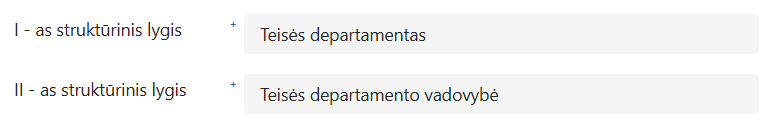 I - as struktūrinis lygis + Teisės departamentas
II - as struktūrinis lygis + Teisės departamento vadovybė